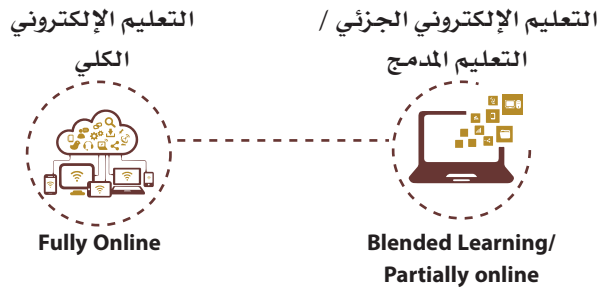 التعليم الإلكتروني الجزئي /
التعليم المدمج
Blended Learning/
Partially online
التعليم الإلكتروني
الكلي
Fully Online